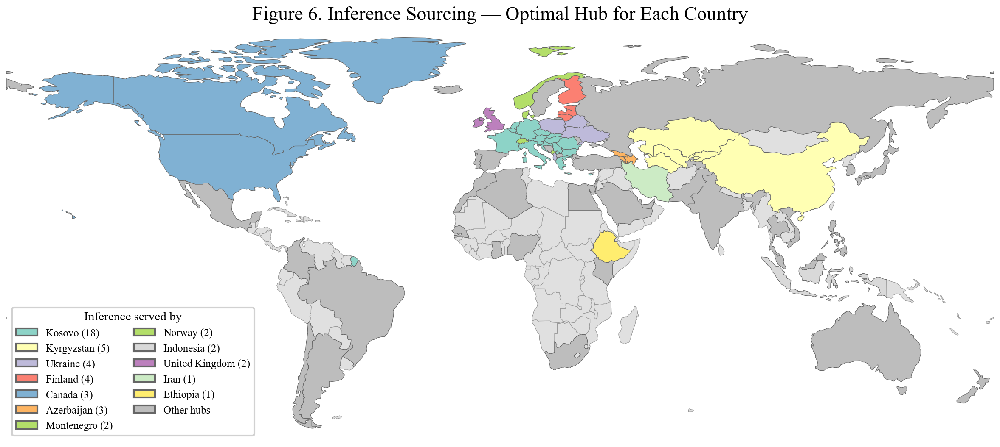 Figure 6. Inference Sourcing — Optimal Hub for Each Country
Inference served by
Kosovo (18)
Kyrgyzstan (5)
Ukraine (4)
Finland (4)
Canada (3)
Azerbaijan (3)
Montenegro (2)
Norway (2)
Indonesia (2)
United Kingdom (2)
Iran (1)
Ethiopia (1)
Other hubs